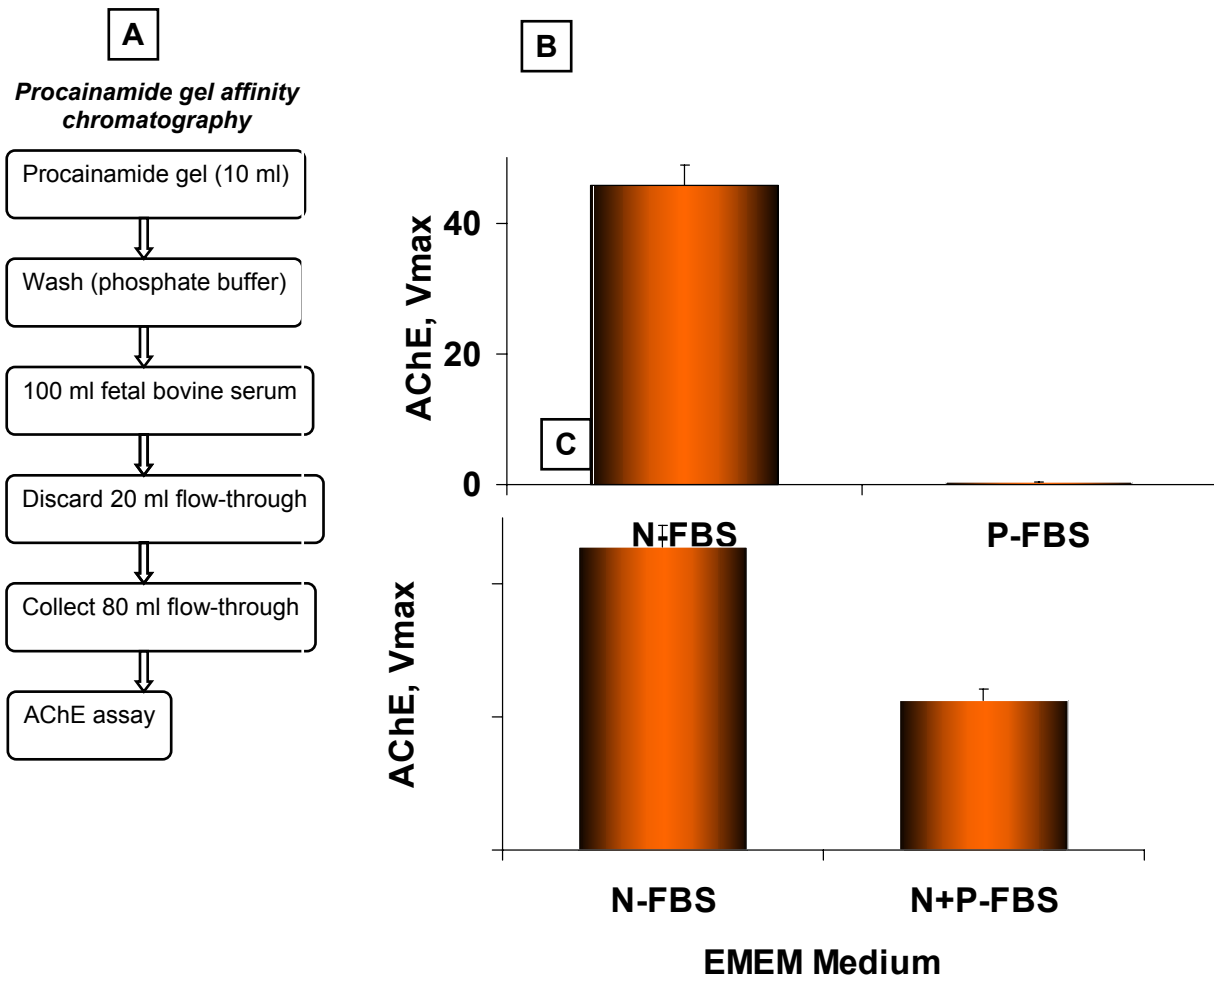 A
Procainamide gel affinity
chromatography
Procainamide gel (10 ml)
Wash (phosphate buffer)
100 ml fetal bovine serum
Discard 20 ml flow-through
Collect 80 ml flow-through
AChE assay
B
AChE, Vmax
40
20
0
N-FBS
P-FBS
C
AChE, Vmax
N-FBS
N+P-FBS
EMEM Medium